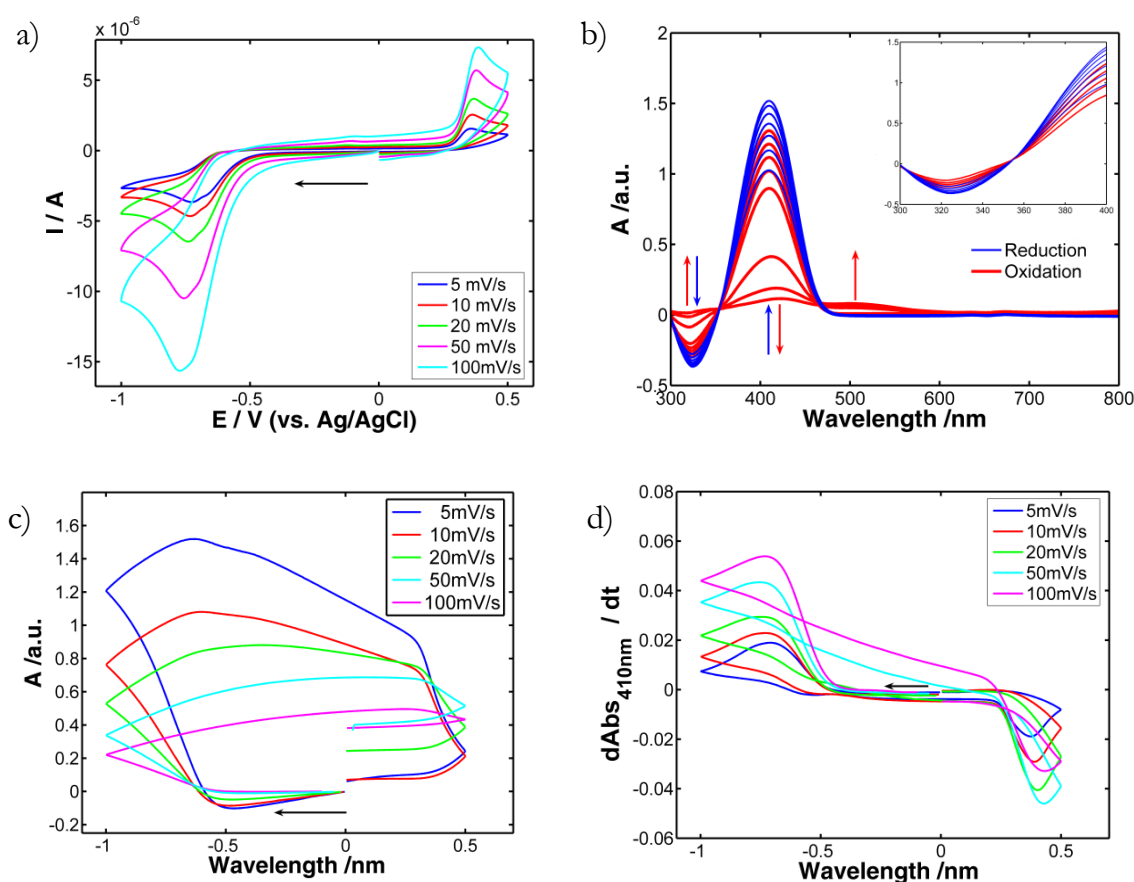 a)
x 10⁻⁶
5
0
-5
-10
-15
I / A
-1
-0.5
0
0.5
E / V (vs. Ag/AgCl)
5 mV/s
10 mV/s
20 mV/s
50 mV/s
100mV/s
b)
2
1.5
1
0.5
0
-0.5
A /a.u.
300
400
500
600
700
800
Wavelength /nm
1.5
1
0.5
0
-0.5
300
320
340
360
380
400
Reduction
Oxidation
c)
1.6
1.4
1.2
1
0.8
0.6
0.4
0.2
0
-0.2
A /a.u.
-1
-0.5
0
0.5
Wavelength /nm
5mV/s
10mV/s
20mV/s
50mV/s
100mV/s
d)
0.08
0.06
0.04
0.02
0
-0.02
-0.04
-0.06
dAbs410nm / dt
-1
-0.5
0
0.5
Wavelength /nm
5mV/s
10mV/s
20mV/s
50mV/s
100mV/s